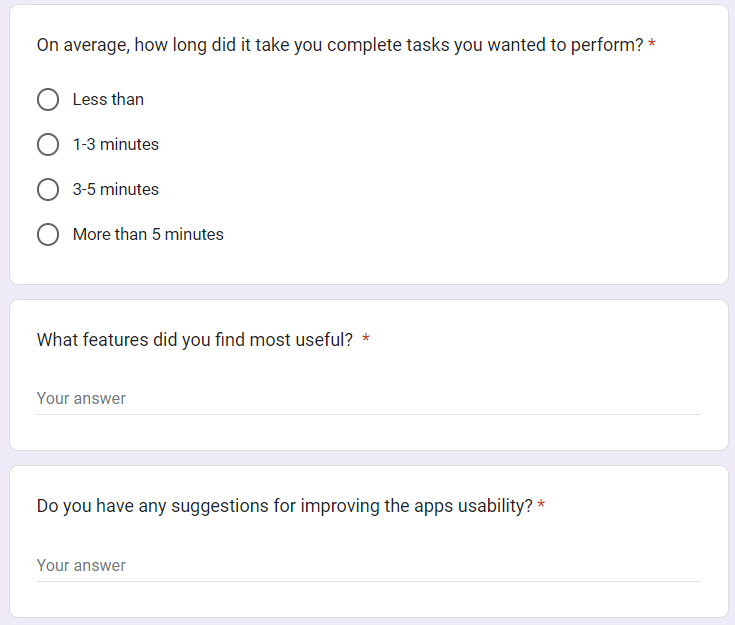 On average, how long did it take you complete tasks you wanted to perform? *
Less than
1-3 minutes
3-5 minutes
More than 5 minutes
What features did you find most useful? *
Your answer
Do you have any suggestions for improving the apps usability? *
Your answer